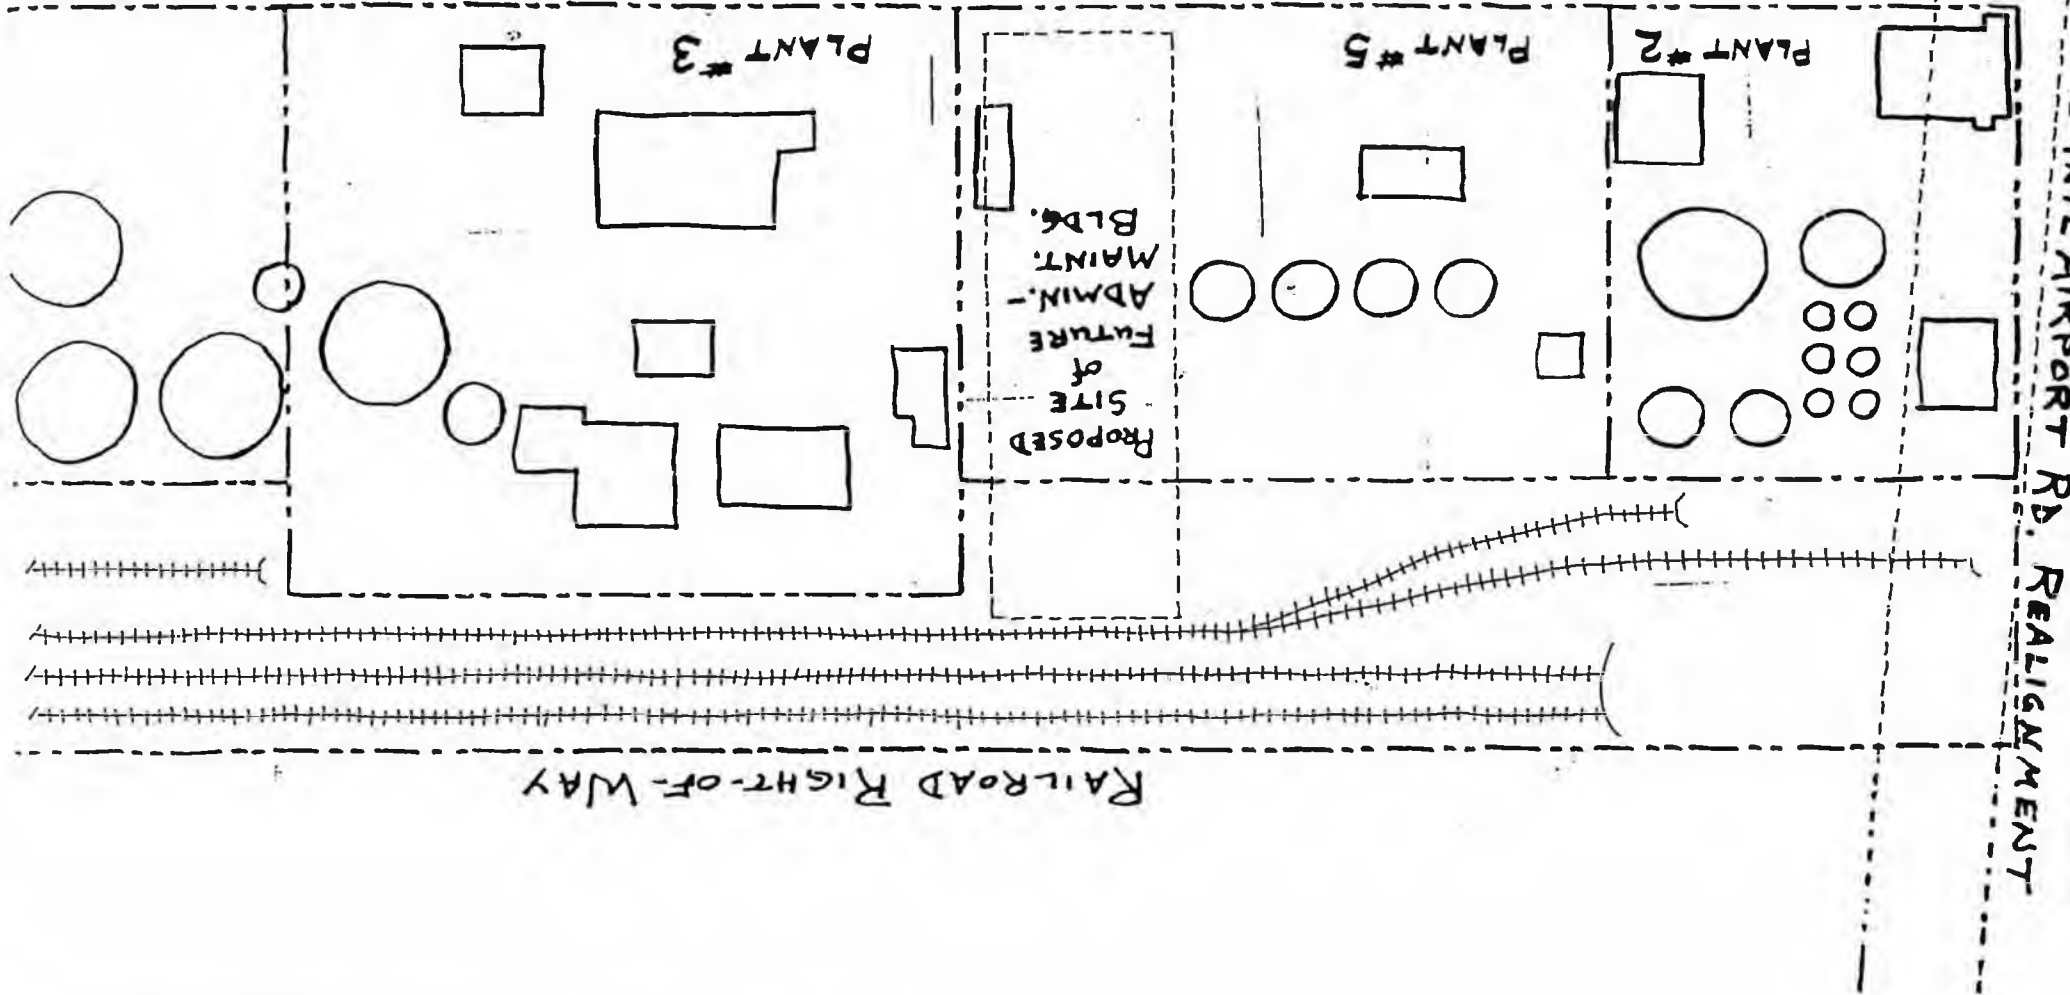 RAILROAD RIGHT-OF-WAY
PROPOSED
SITE
of
FUTURE
ADMIN.-
MAINT.
BLDG.
PLANT #2
PLANT #5
PLANT #3
AIRPORT RD. REALIGNMENT